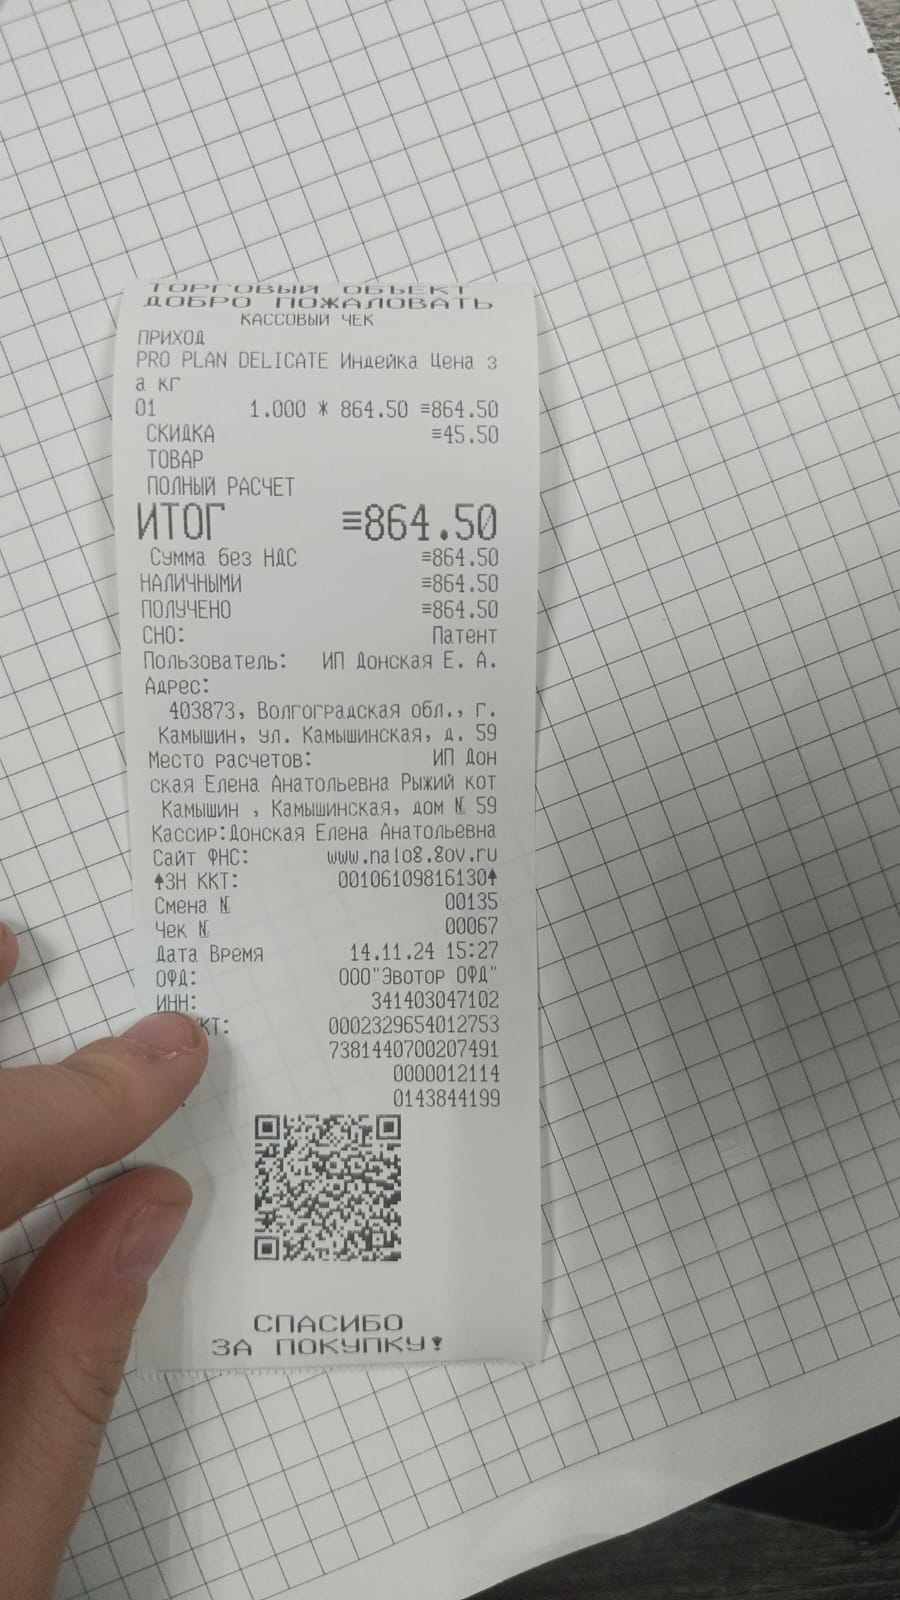 ТОРГОВЫЙ ОБЪЕКТ
ДОБРО ПОЖАЛОВАТЬ
КАССОВЫЙ ЧЕК
ПРИХОД
PRO PLAN DELICATE Индейка Цена з
а кг
01 1.000 * 864.50 =864.50
СКИДКА =45.50
ТОВАР
ПОЛНЫЙ РАСЧЕТ
ИТОГ =864.50
Сумма без НДС =864.50
НАЛИЧНЫМИ =864.50
ПОЛУЧЕНО =864.50
СНО: Патент
Пользователь: ИП Донская Е. А.
Адрес:
403873, Волгоградская обл., г.
Камышин, ул. Камышинская, д. 59
Место расчетов: ИП Дон
ская Елена Анатольевна Рыжий кот
Камышин , Камышинская, дом № 59
Кассир:Донская Елена Анатольевна
Сайт ФНС: www.nalog.gov.ru
↑ЗН ККТ: 00106109816130↑
Смена № 00135
Чек № 00067
Дата Время 14.11.24 15:27
ОФД: ООО"Эвотор ОФД"
ИНН: 341403047102
КТ: 0002329654012753
7381440700207491
0000012114
0143844199
СПАСИБО
ЗА ПОКУПКУ!